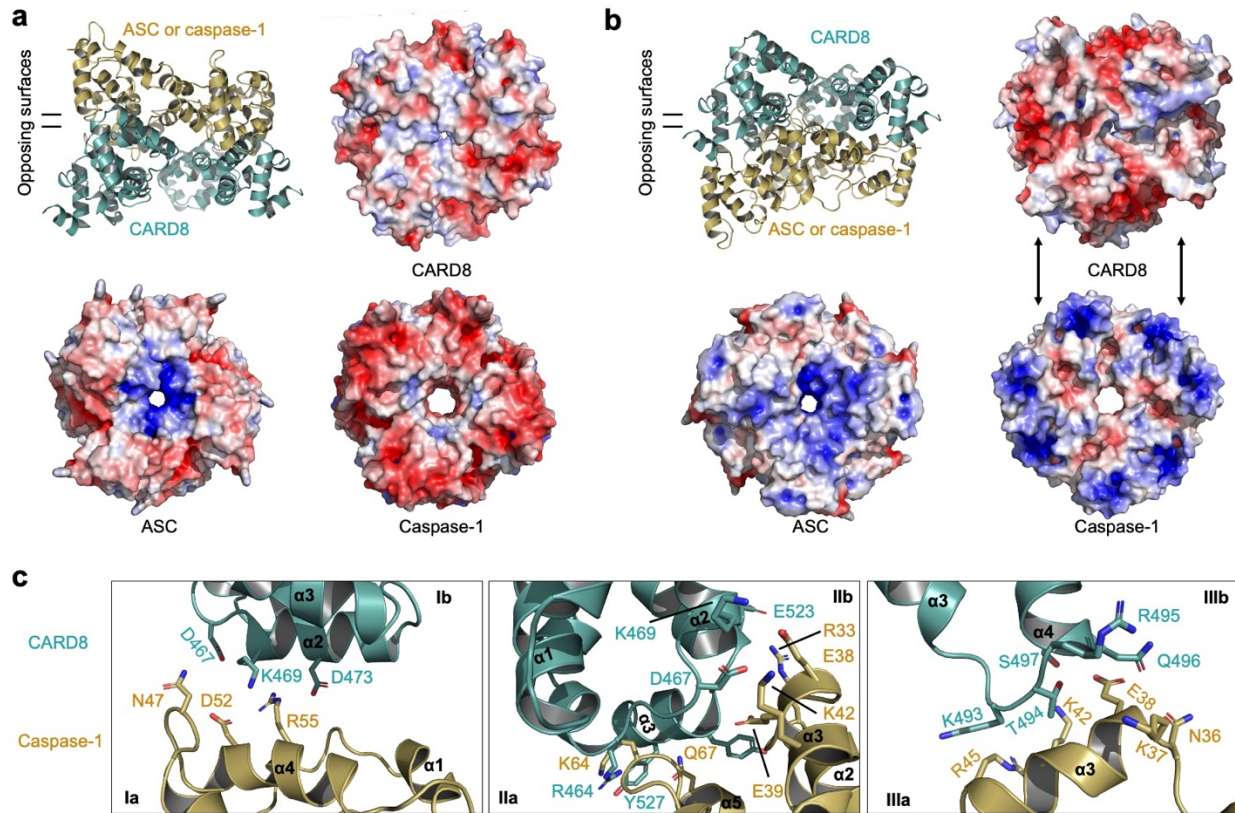 a
ASC or caspase-1
Opposing surfaces
CARD8
CARD8
ASC
Caspase-1
b
CARD8
Opposing surfaces
ASC or caspase-1
CARD8
ASC
Caspase-1
c
CARD8
Caspase-1
Ib
α3
α2
D467
K469
D473
N47
D52
R55
α4
α1
Ia
IIb
α2
E523
K469
R33
α1
E38
D467
K42
α3
α3
K64
Q67
α2
R464
Y527
E39
α5
IIa
IIIb
α3
α4
R495
S497
Q496
K493
T494
K42
E38
R45
α3
K37
N36
IIIa